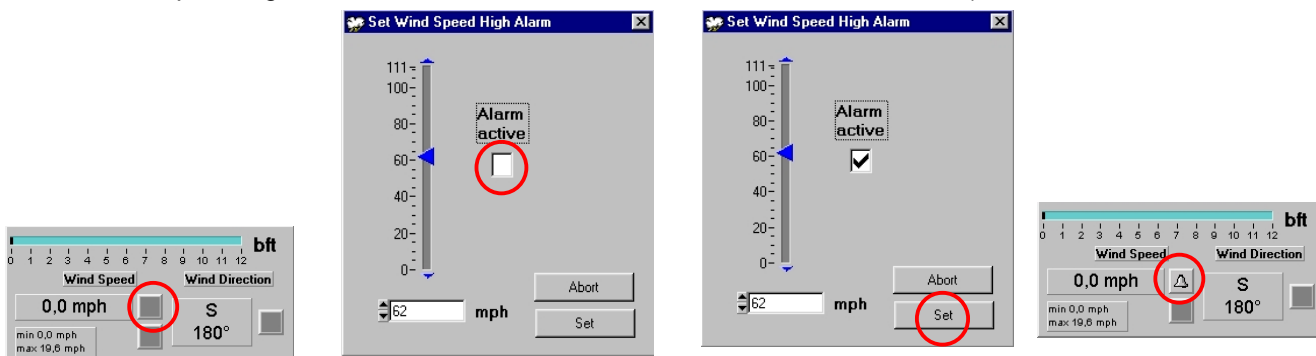 Set Wind Speed High Alarm
111
100
80
60
40
20
0
Alarm
active
62 mph
Abort
Set
Set Wind Speed High Alarm
111
100
80
60
40
20
0
Alarm
active
62 mph
Abort
Set
bft
0 1 2 3 4 5 6 7 8 9 10 11 12
Wind Speed Wind Direction
0,0 mph S
180°
min 0,0 mph
max 19,6 mph
bft
0 1 2 3 4 5 6 7 8 9 10 11 12
Wind Speed Wind Direction
0,0 mph S
180°
min 0,0 mph
max 19,6 mph